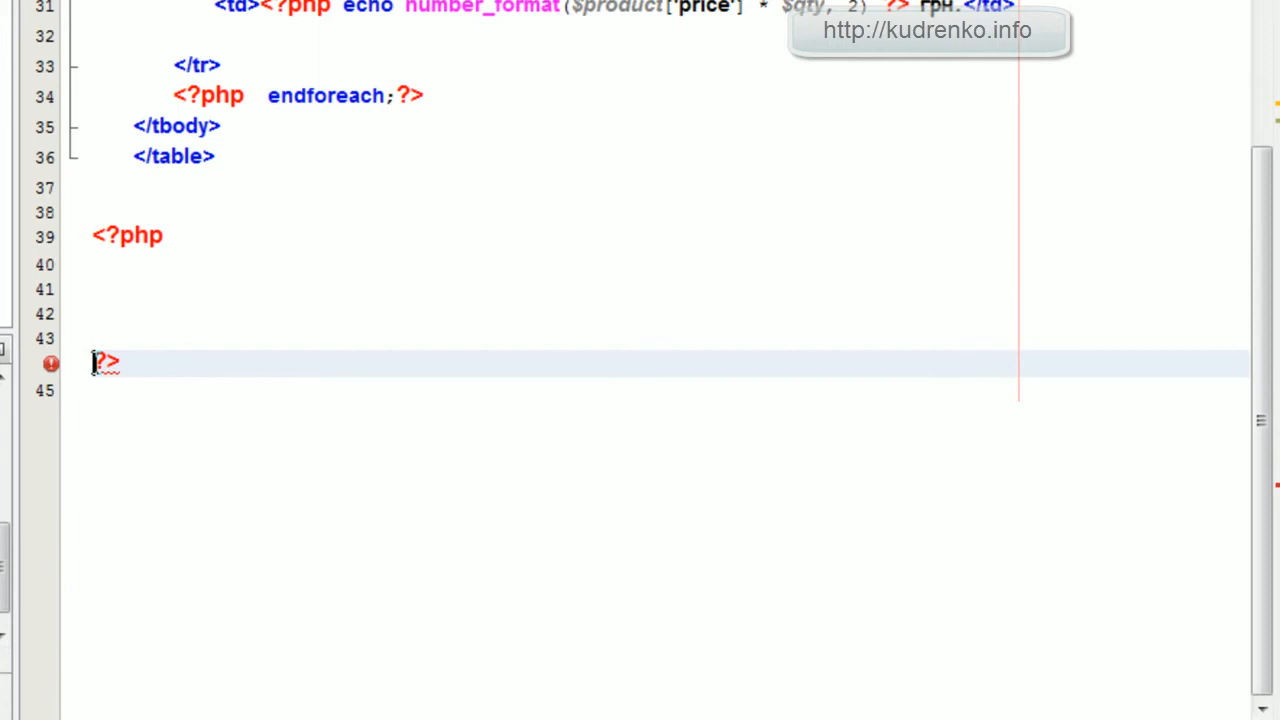 31 <td><?php echo number_format($product['price'] * $qty, 2) ?> грн.</td>
http://kudrenko.info
32
33 </tr>
34 <?php endforeach;?>
35 </tbody>
36 </table>
37
38
39 <?php
40
41
42
43
?>
45